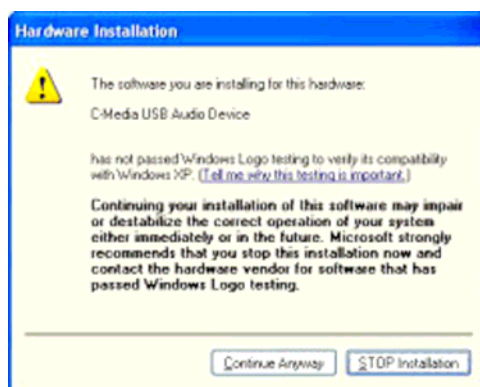 Hardware Installation
The software you are installing for this hardware:
C-Media USB Audio Device
has not passed Windows Logo testing to verify its compatibility
with Windows XP. (Tell me why this testing is important.)
Continuing your installation of this software may impair
or destabilize the correct operation of your system
either immediately or in the future. Microsoft strongly
recommends that you stop this installation now and
contact the hardware vendor for software that has
passed Windows Logo testing.
Continue Anyway STOP Installation